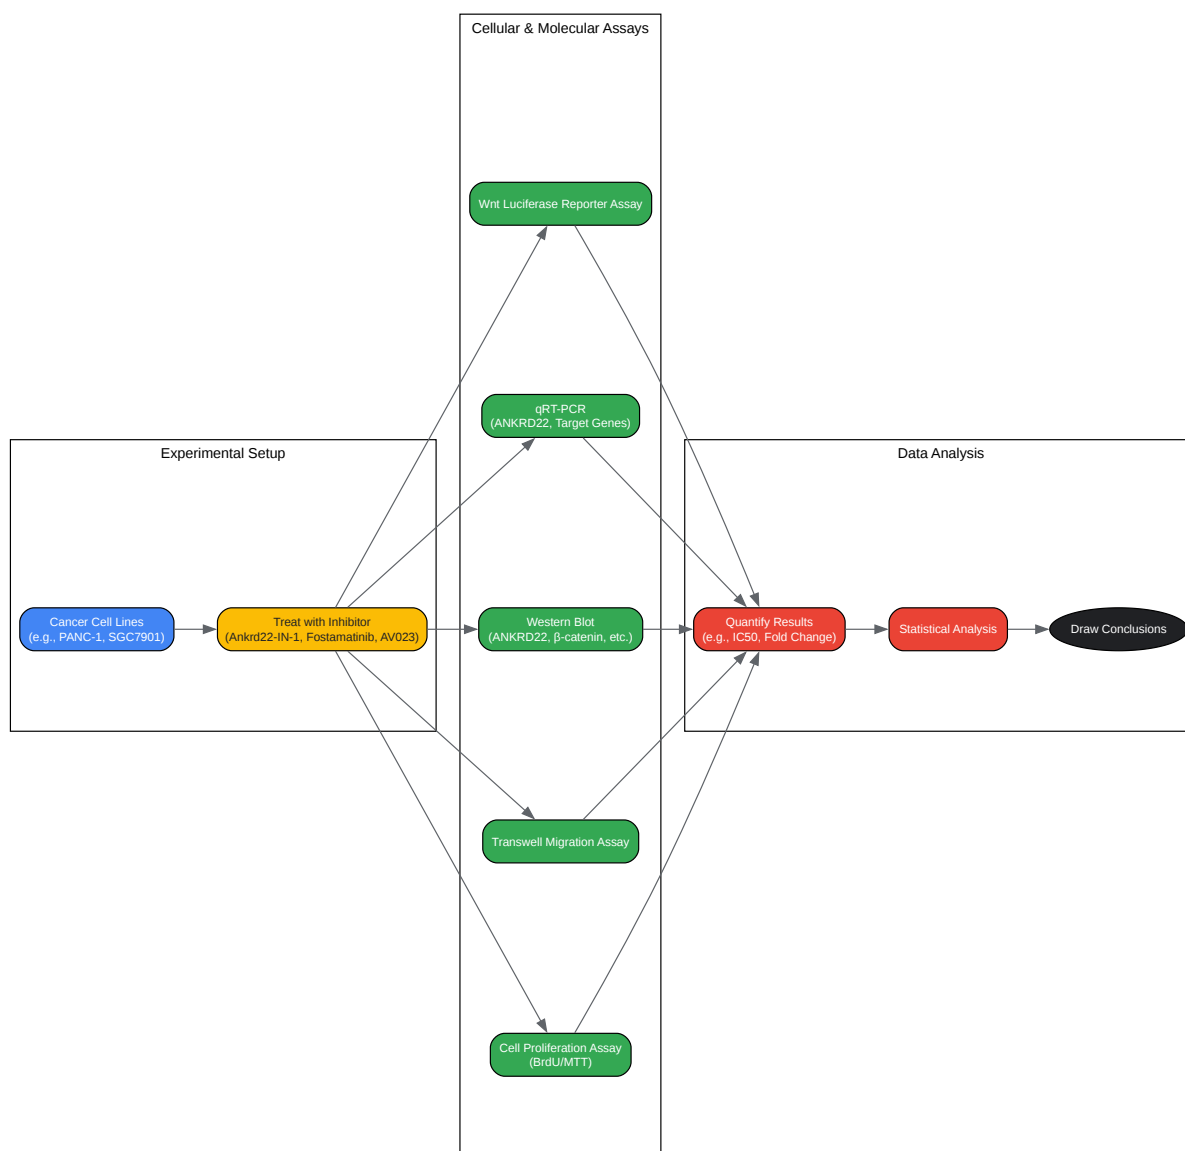 Cellular & Molecular Assays
Wnt Luciferase Reporter Assay
qRT-PCR
(ANKRD22, Target Genes)
Experimental Setup
Data Analysis
Cancer Cell Lines
(e.g., PANC-1, SGC7901)
Treat with Inhibitor
(Ankrd22-IN-1, Fostamatinib, AV023)
Western Blot
(ANKRD22, β-catenin, etc.)
Quantify Results
(e.g., IC50, Fold Change)
Statistical Analysis
Draw Conclusions
Transwell Migration Assay
Cell Proliferation Assay
(BrdU/MTT)